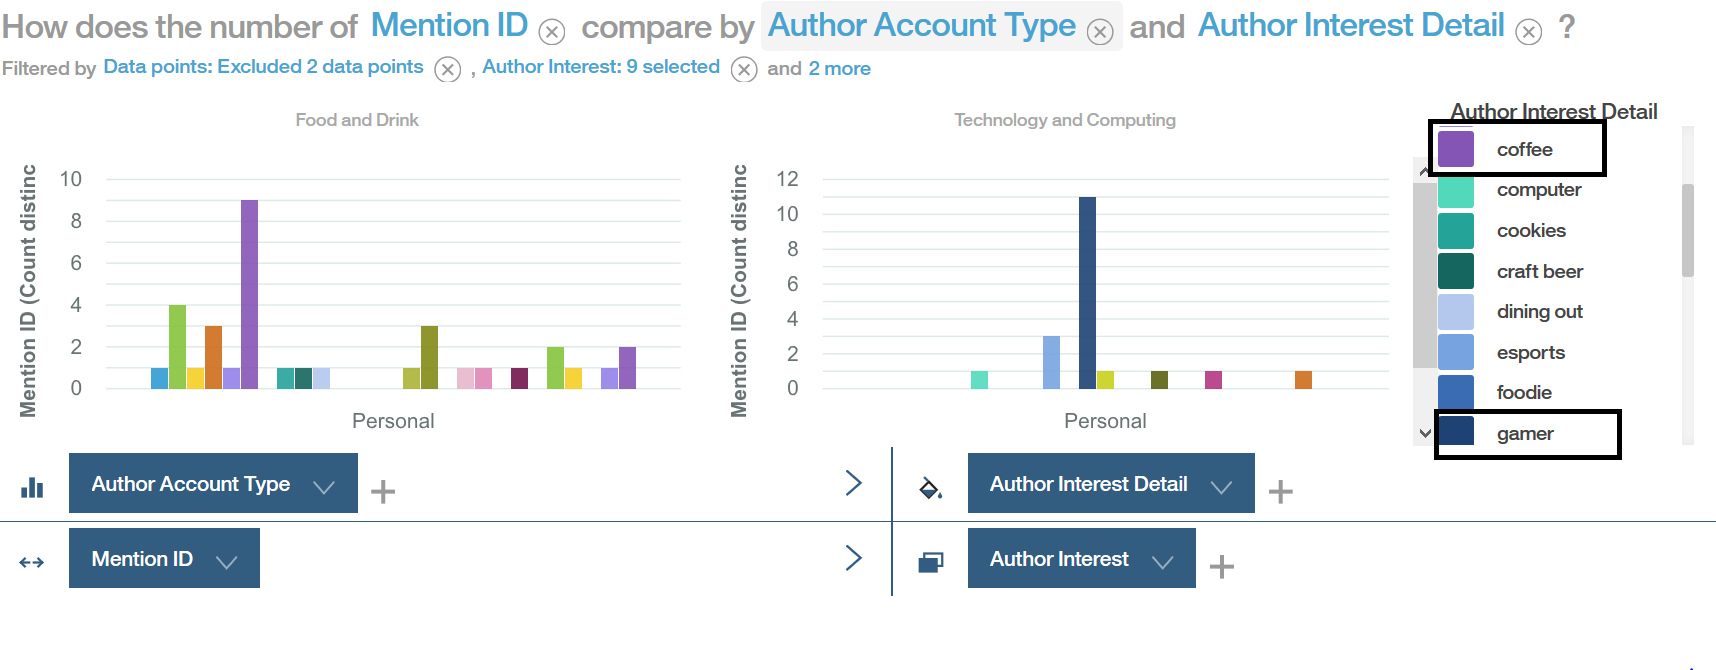 How does the number of Mention ID compare by Author Account Type and Author Interest Detail ?
Filtered by Data points: Excluded 2 data points , Author Interest: 9 selected and 2 more
Food and Drink
Mention ID (Count distinc
10
8
6
4
2
0
Personal
Technology and Computing
Mention ID (Count distinc
12
10
8
6
4
2
0
Personal
Author Interest Detail
coffee
computer
cookies
craft beer
dining out
esports
foodie
gamer
Author Account Type
Author Interest Detail
Mention ID
Author Interest